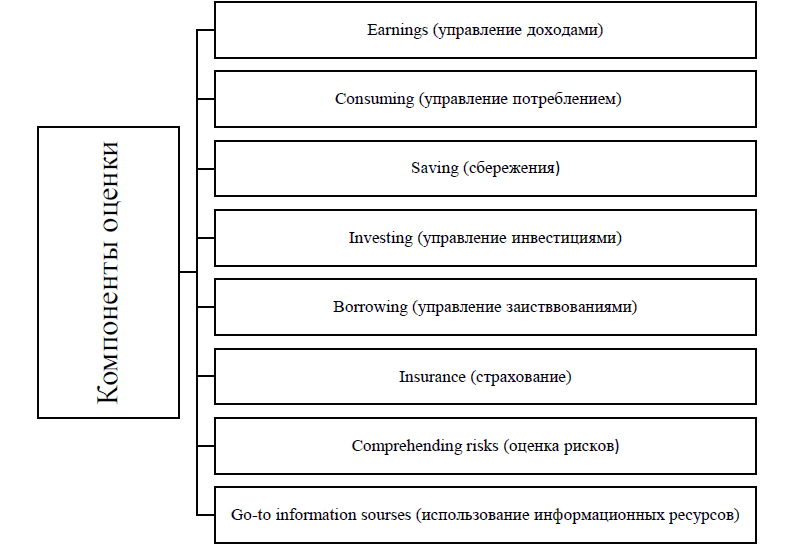 Компоненты оценки
Earnings (управление доходами)
Consuming (управление потреблением)
Saving (сбережения)
Investing (управление инвестициями)
Borrowing (управление заистввованиями)
Insurance (страхование)
Comprehending risks (оценка рисков)
Go-to information sourses (использование информационных ресурсов)